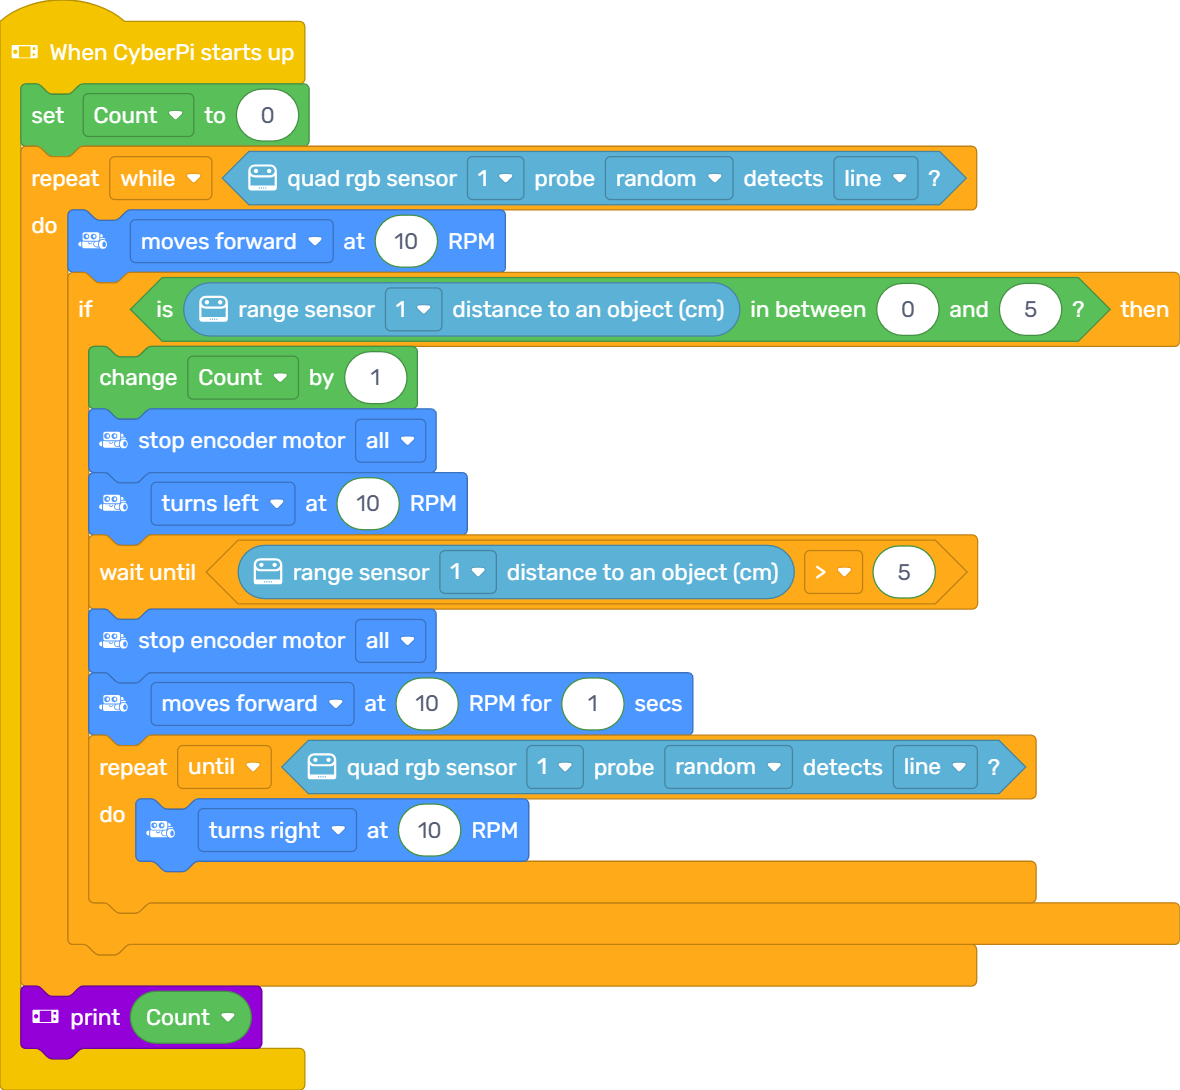 When CyberPi starts up
set Count to 0
repeat while quad rgb sensor 1 probe random detects line ?
do
moves forward at 10 RPM
if is range sensor 1 distance to an object (cm) in between 0 and 5 ? then
change Count by 1
stop encoder motor all
turns left at 10 RPM
wait until range sensor 1 distance to an object (cm) > 5
stop encoder motor all
moves forward at 10 RPM for 1 secs
repeat until quad rgb sensor 1 probe random detects line ?
do
turns right at 10 RPM
print Count